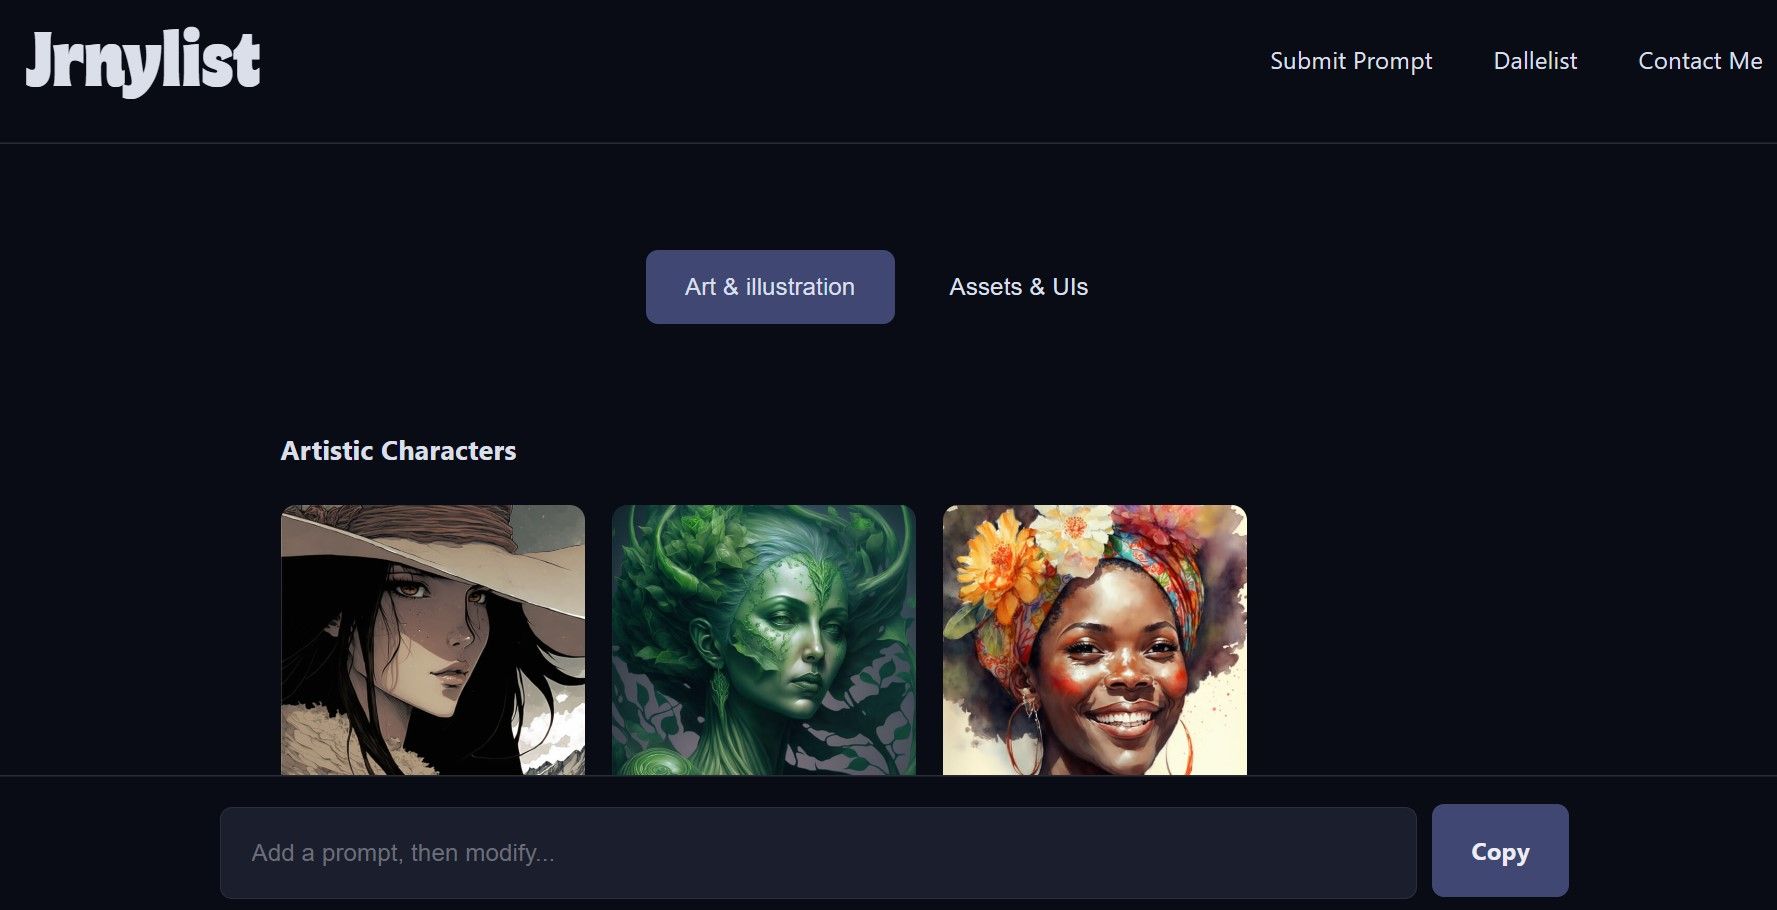 Jrnylist
Submit Prompt
Dallelist
Contact Me
Art & illustration
Assets & UIs
Artistic Characters
Add a prompt, then modify...
Copy